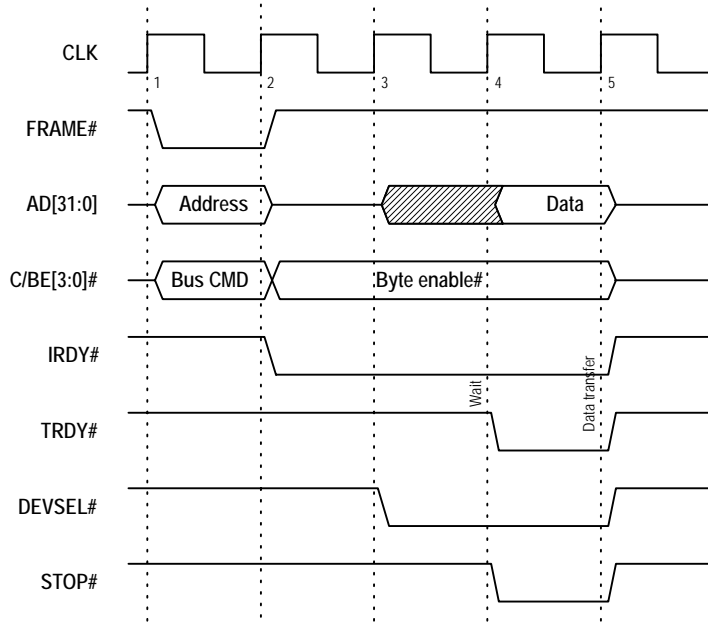 CLK
1 2 3 4 5
FRAME#
AD[31:0] Address Data
C/BE[3:0]# Bus CMD Byte enable#
IRDY#
Wait
Data transfer
TRDY#
DEVSEL#
STOP#